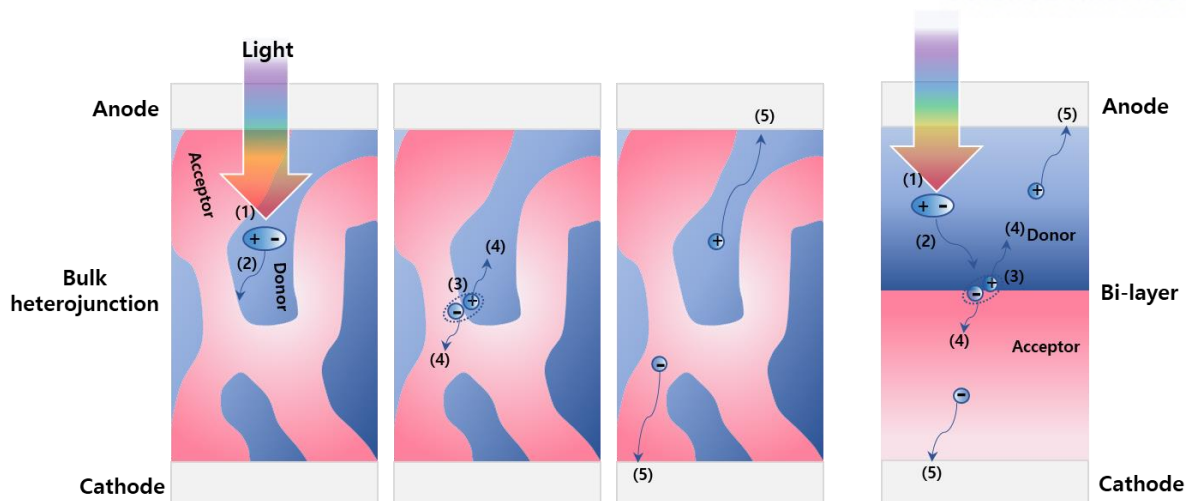 Light
Anode
Acceptor
(1)
+ -
(2)
Donor
Bulk
heterojunction
Cathode
(4)
(3)
+
-
(4)
(5)
+
-
(5)
Anode
(5)
(1)
+ -
+
(2)
(4) Donor
(3)
+
-
Bi-layer
(4)
Acceptor
-
(5)
Cathode